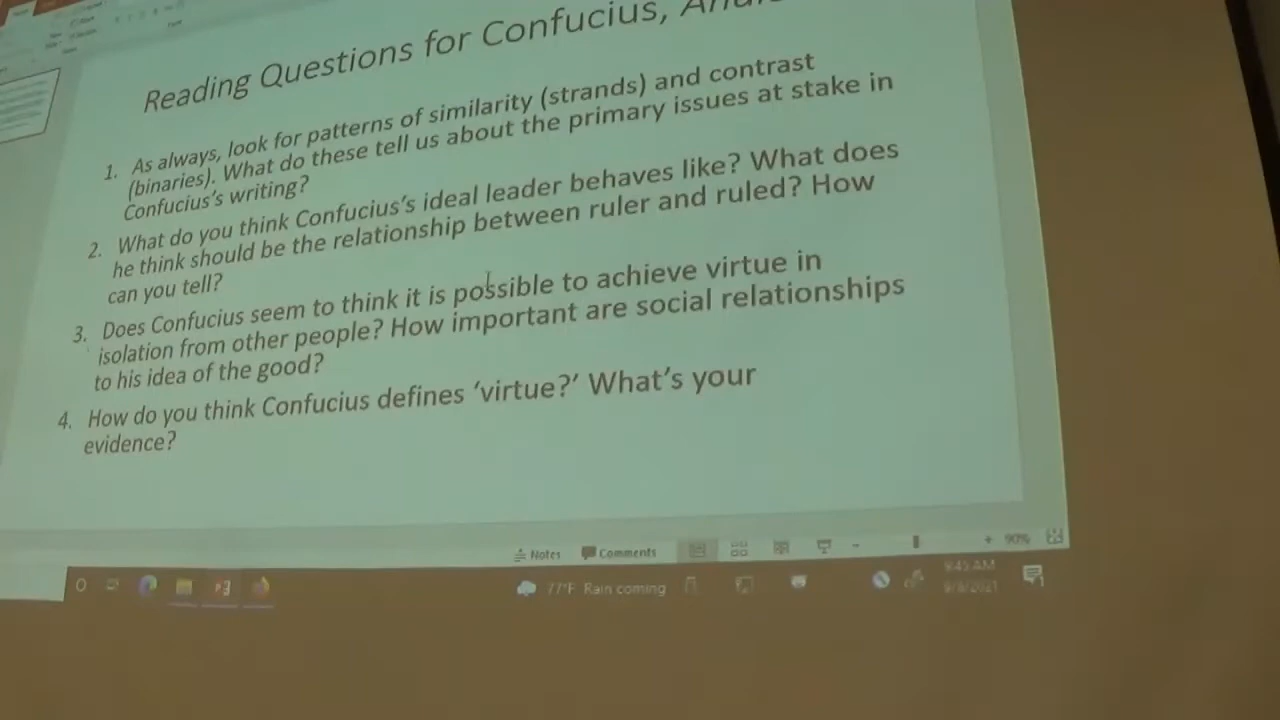 Reading Questions for Confucius,
1. As always, look for patterns of similarity (strands) and contrast
(binaries). What do these tell us about the primary issues at stake in
Confucius's writing?
2. What do you think Confucius's ideal leader behaves like? What does
he think should be the relationship between ruler and ruled? How
can you tell?
3. Does Confucius seem to think it is possible to achieve virtue in
isolation from other people? How important are social relationships
to his idea of the good?
4. How do you think Confucius defines 'virtue?' What's your
evidence?
Notes Comments 90%
77°F Rain coming
9:45 AM